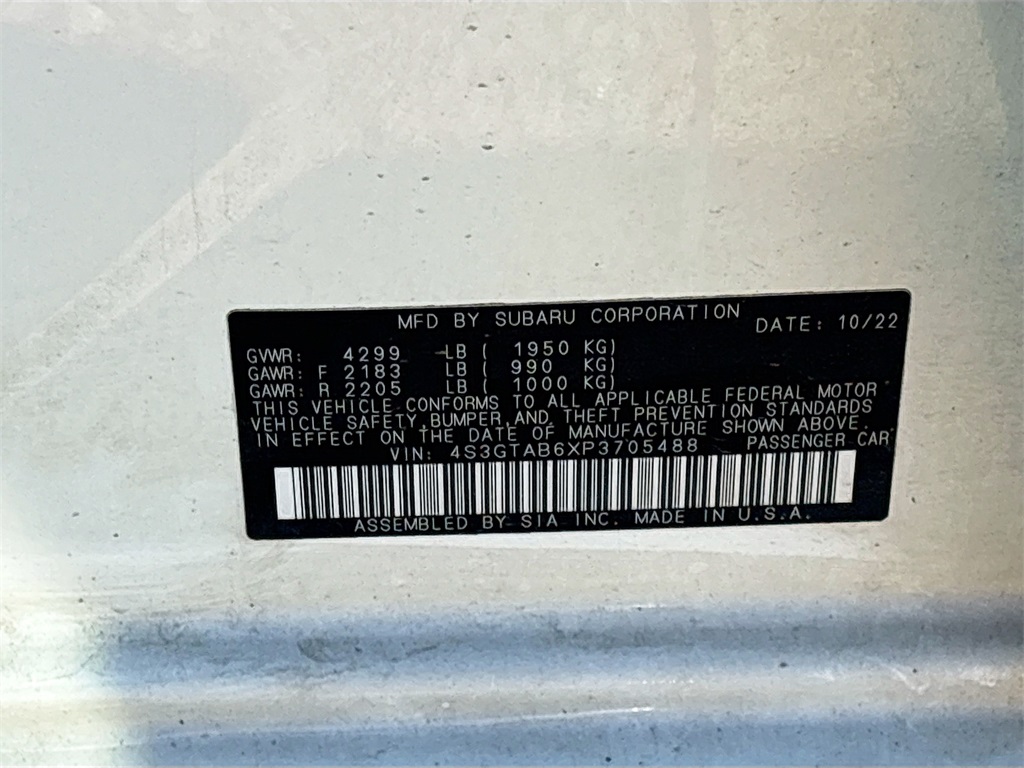 MFD BY SUBARU CORPORATION DATE: 10/22
GVWR: 4299 LB ( 1950 KG)
GAWR: F 2183 LB ( 990 KG)
GAWR: R 2205 LB ( 1000 KG)
THIS VEHICLE CONFORMS TO ALL APPLICABLE FEDERAL MOTOR
VEHICLE SAFETY,BUMPER,AND THEFT PREVENTION STANDARDS
IN EFFECT ON THE DATE OF MANUFACTURE SHOWN ABOVE.
VIN: 4S3GTAB6XP3705488 PASSENGER CAR
ASSEMBLED BY SIA INC. MADE IN U.S.A.